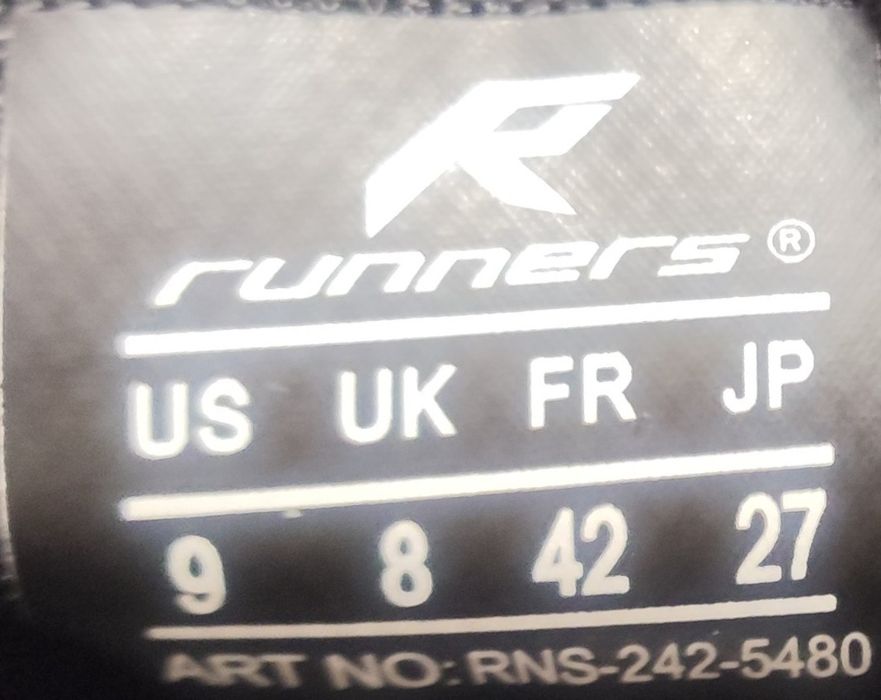 runners®
US UK FR JP
9 8 42 27
ART NO: RNS-242-5480